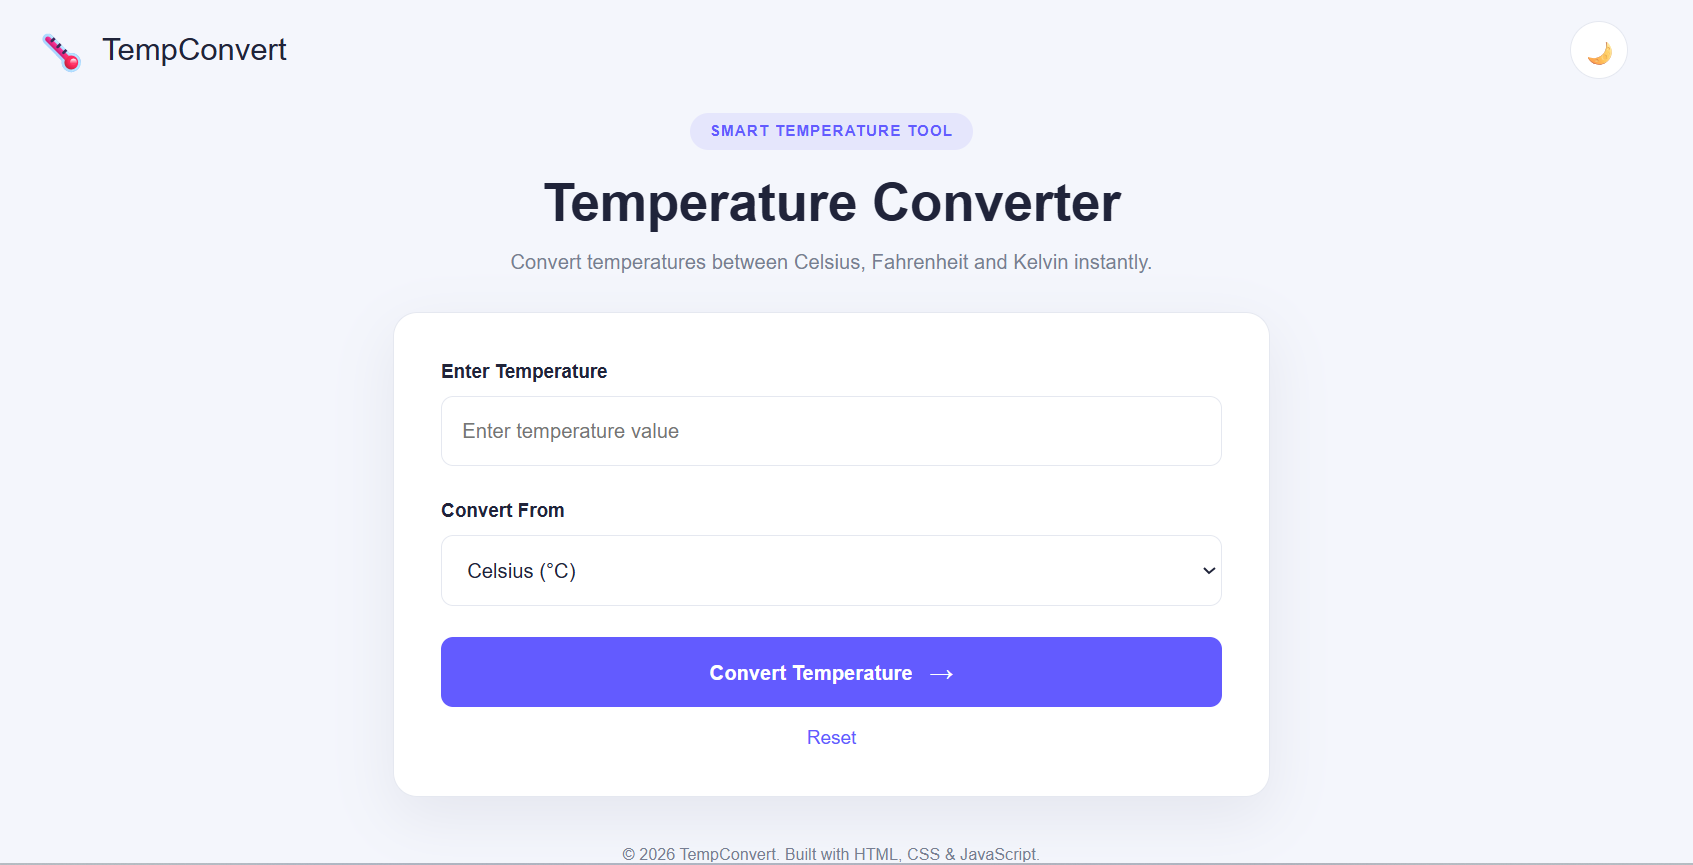 TempConvert
SMART TEMPERATURE TOOL
Temperature Converter
Convert temperatures between Celsius, Fahrenheit and Kelvin instantly.
Enter Temperature
Enter temperature value
Convert From
Celsius (°C)
Convert Temperature →
Reset
© 2026 TempConvert. Built with HTML, CSS & JavaScript.